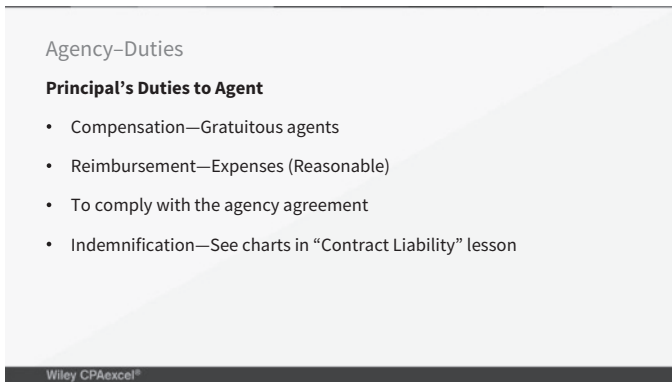 Agency–Duties
Principal’s Duties to Agent
• Compensation—Gratuitous agents
• Reimbursement—Expenses (Reasonable)
• To comply with the agency agreement
• Indemnification—See charts in “Contract Liability” lesson
Wiley CPAexcel®